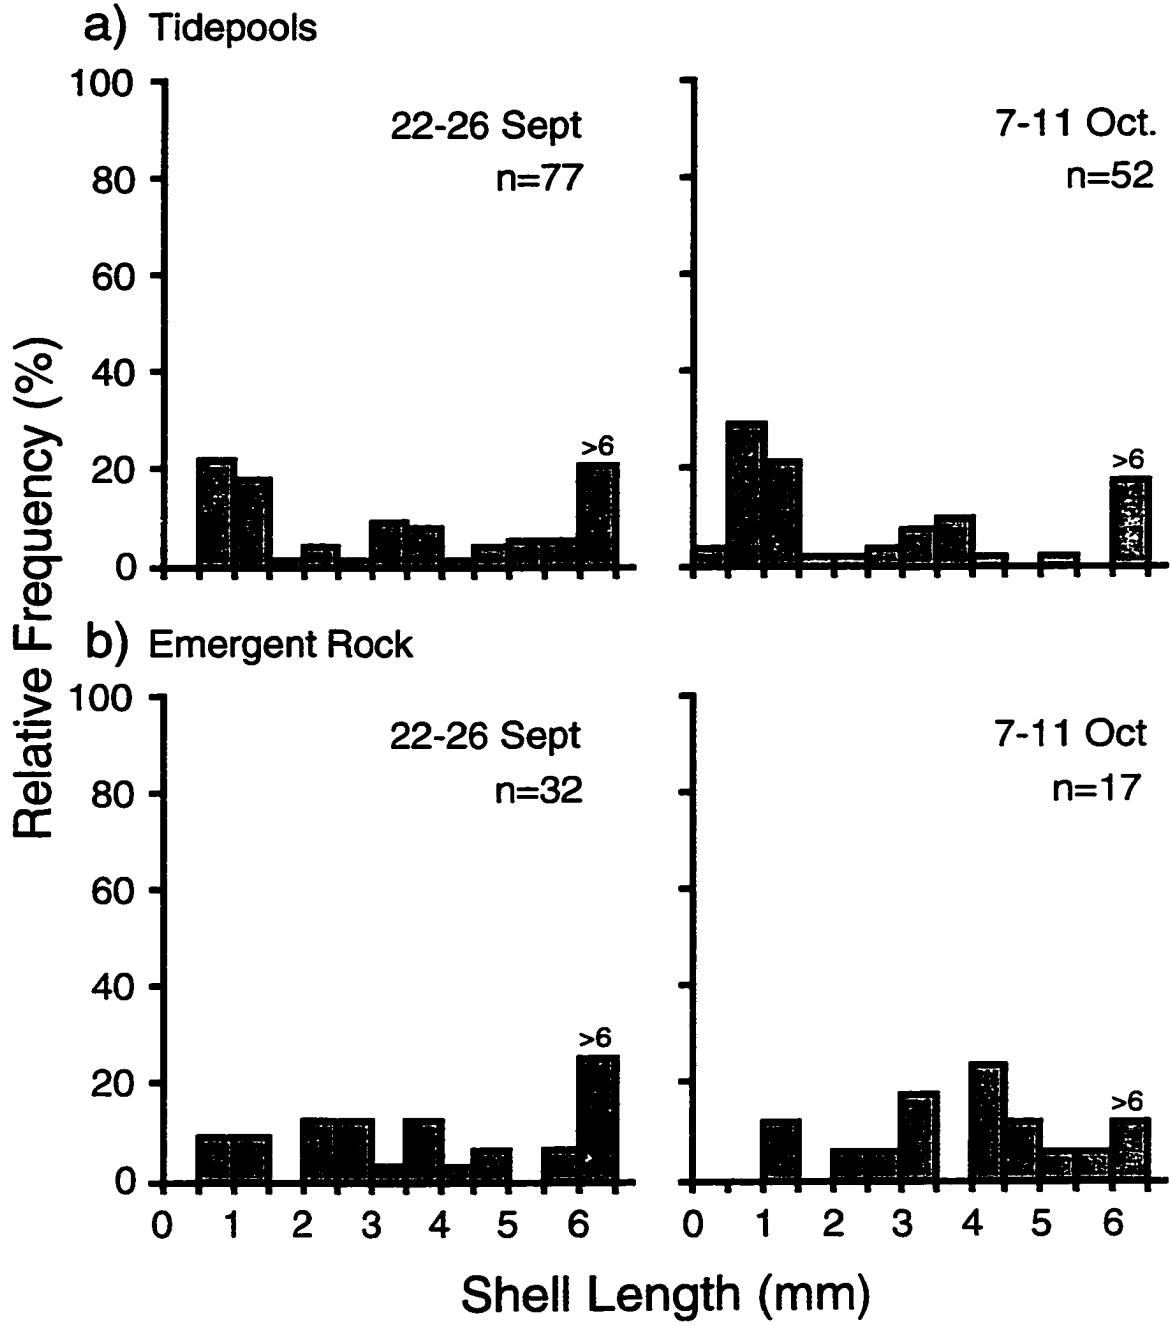 a) Tidepools
100
22-26 Sept
7-11 Oct.
80
n=77
n=52
60
40
>6
>6
20
0
Relative Frequency (%)
b) Emergent Rock
100
22-26 Sept
7-11 Oct
80
n=32
n=17
60
40
>6
20
>6
0
0 1 2 3 4 5 6
0 1 2 3 4 5 6
Shell Length (mm)